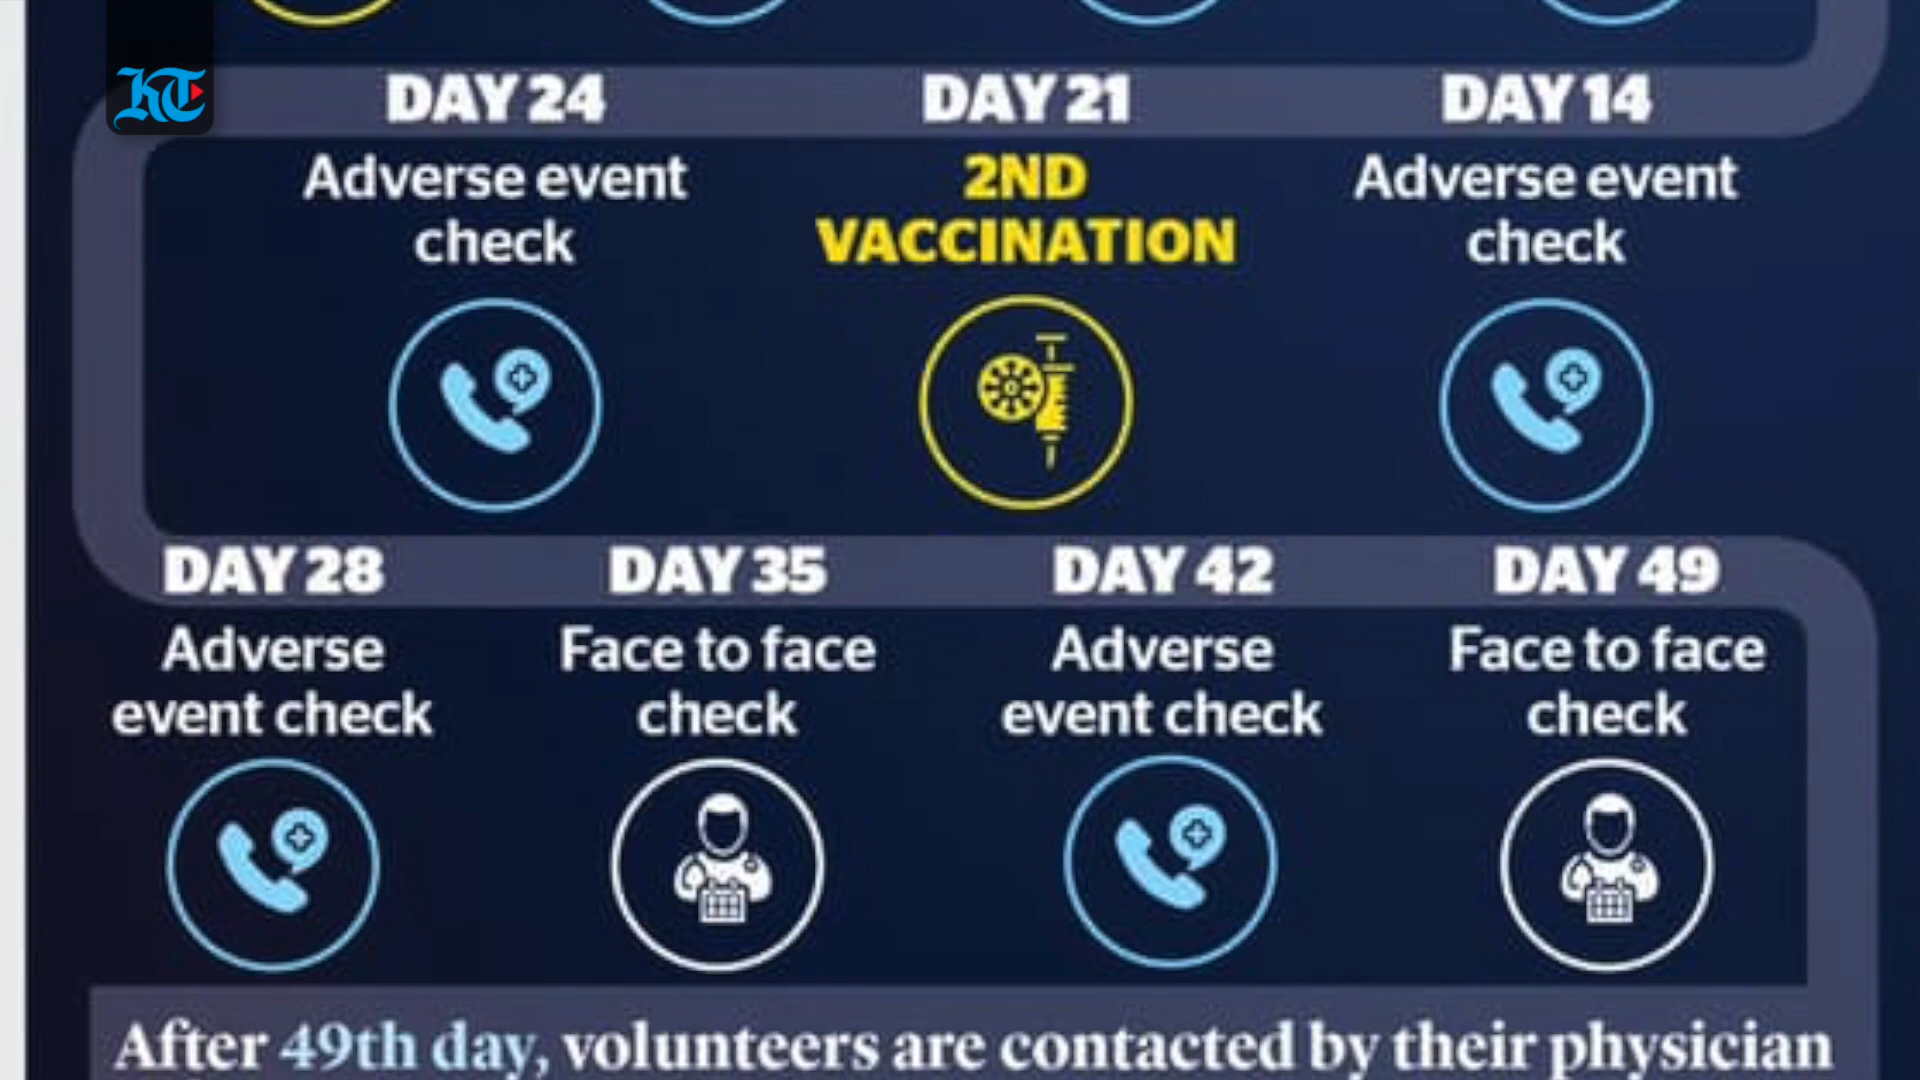 KT
DAY 24 DAY 21 DAY 14
Adverse event 2ND Adverse event
check VACCINATION check
DAY 28 DAY 35 DAY 42 DAY 49
Adverse Face to face Adverse Face to face
event check check event check check
After 49th day, volunteers are contacted by their physician